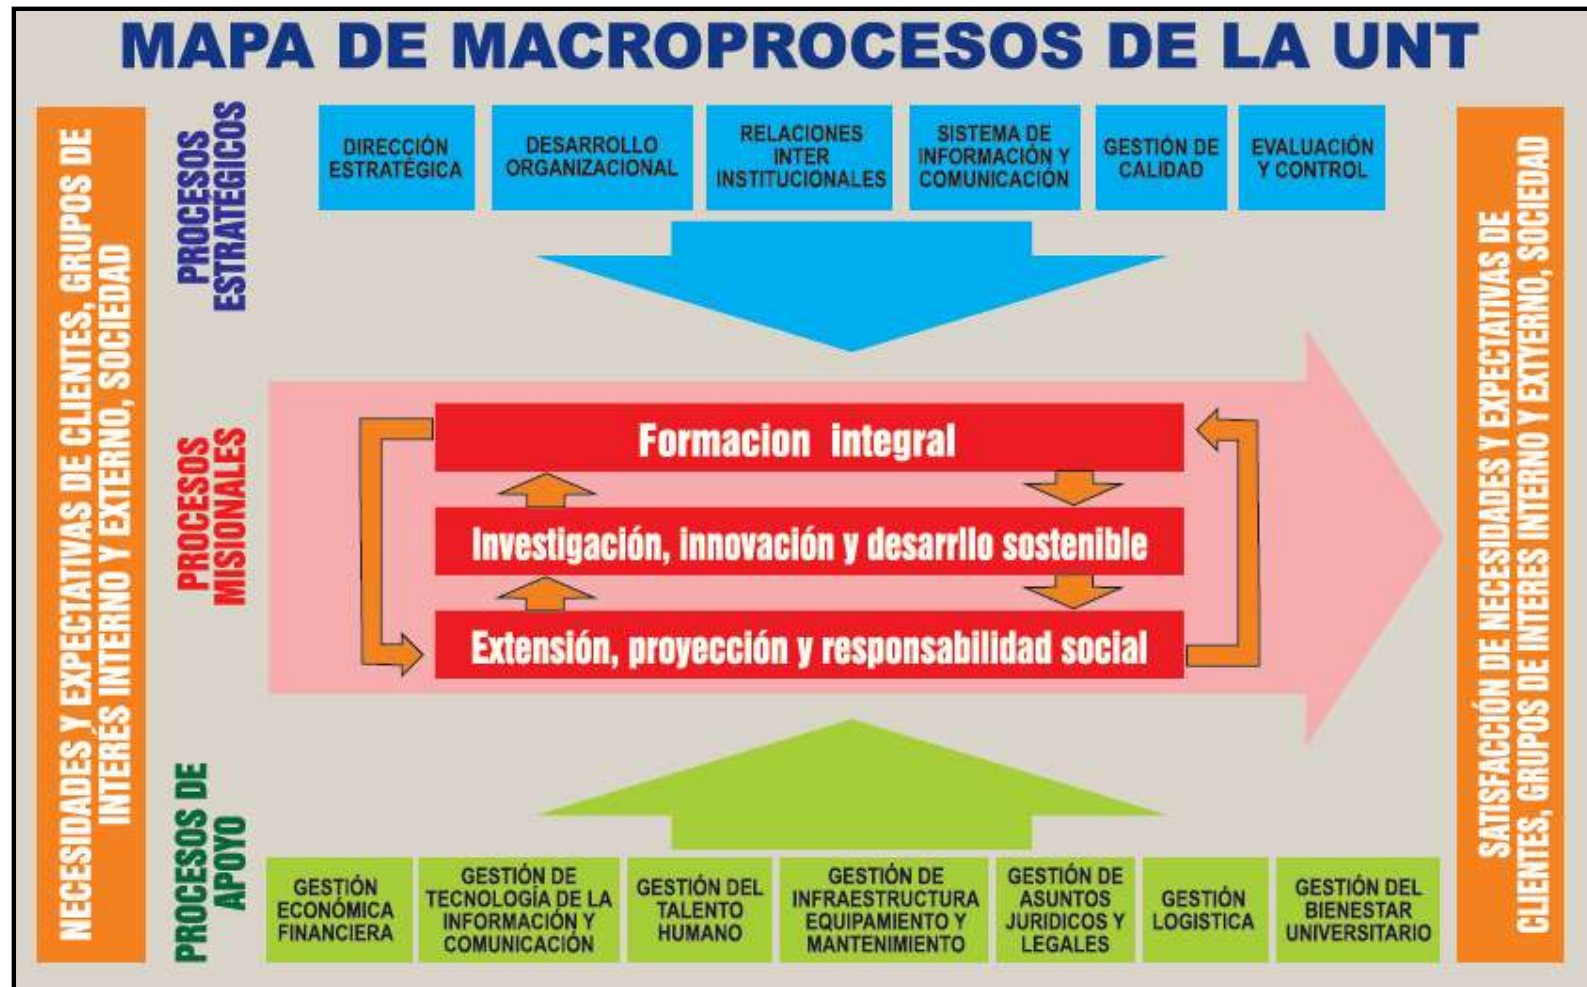 MAPA DE MACROPROCESOS DE LA UNT
NECESIDADES Y EXPECTATIVAS DE CLIENTES, GRUPOS DE
INTERÉS INTERNO Y EXTERNO, SOCIEDAD
PROCESOS
ESTRATÉGICOS
DIRECCIÓN
ESTRATÉGICA
DESARROLLO
ORGANIZACIONAL
RELACIONES
INTER
INSTITUCIONALES
SISTEMA DE
INFORMACIÓN Y
COMUNICACIÓN
GESTIÓN DE
CALIDAD
EVALUACIÓN
Y CONTROL
PROCESOS
MISIONALES
Formacion integral
Investigación, innovación y desarrllo sostenible
Extensión, proyección y responsabilidad social
PROCESOS DE
APOYO
GESTIÓN
ECONÓMICA
FINANCIERA
GESTIÓN DE
TECNOLOGÍA DE LA
INFORMACIÓN Y
COMUNICACIÓN
GESTIÓN DEL
TALENTO
HUMANO
GESTIÓN DE
INFRAESTRUCTURA
EQUIPAMIENTO Y
MANTENIMIENTO
GESTIÓN DE
ASUNTOS
JURIDICOS Y
LEGALES
GESTIÓN
LOGISTICA
GESTIÓN DEL
BIENESTAR
UNIVERSITARIO
SATISFACCIÓN DE NECESIDADES Y EXPECTATIVAS DE
CLIENTES, GRUPOS DE INTERES INTERNO Y EXTYERNO, SOCIEDAD